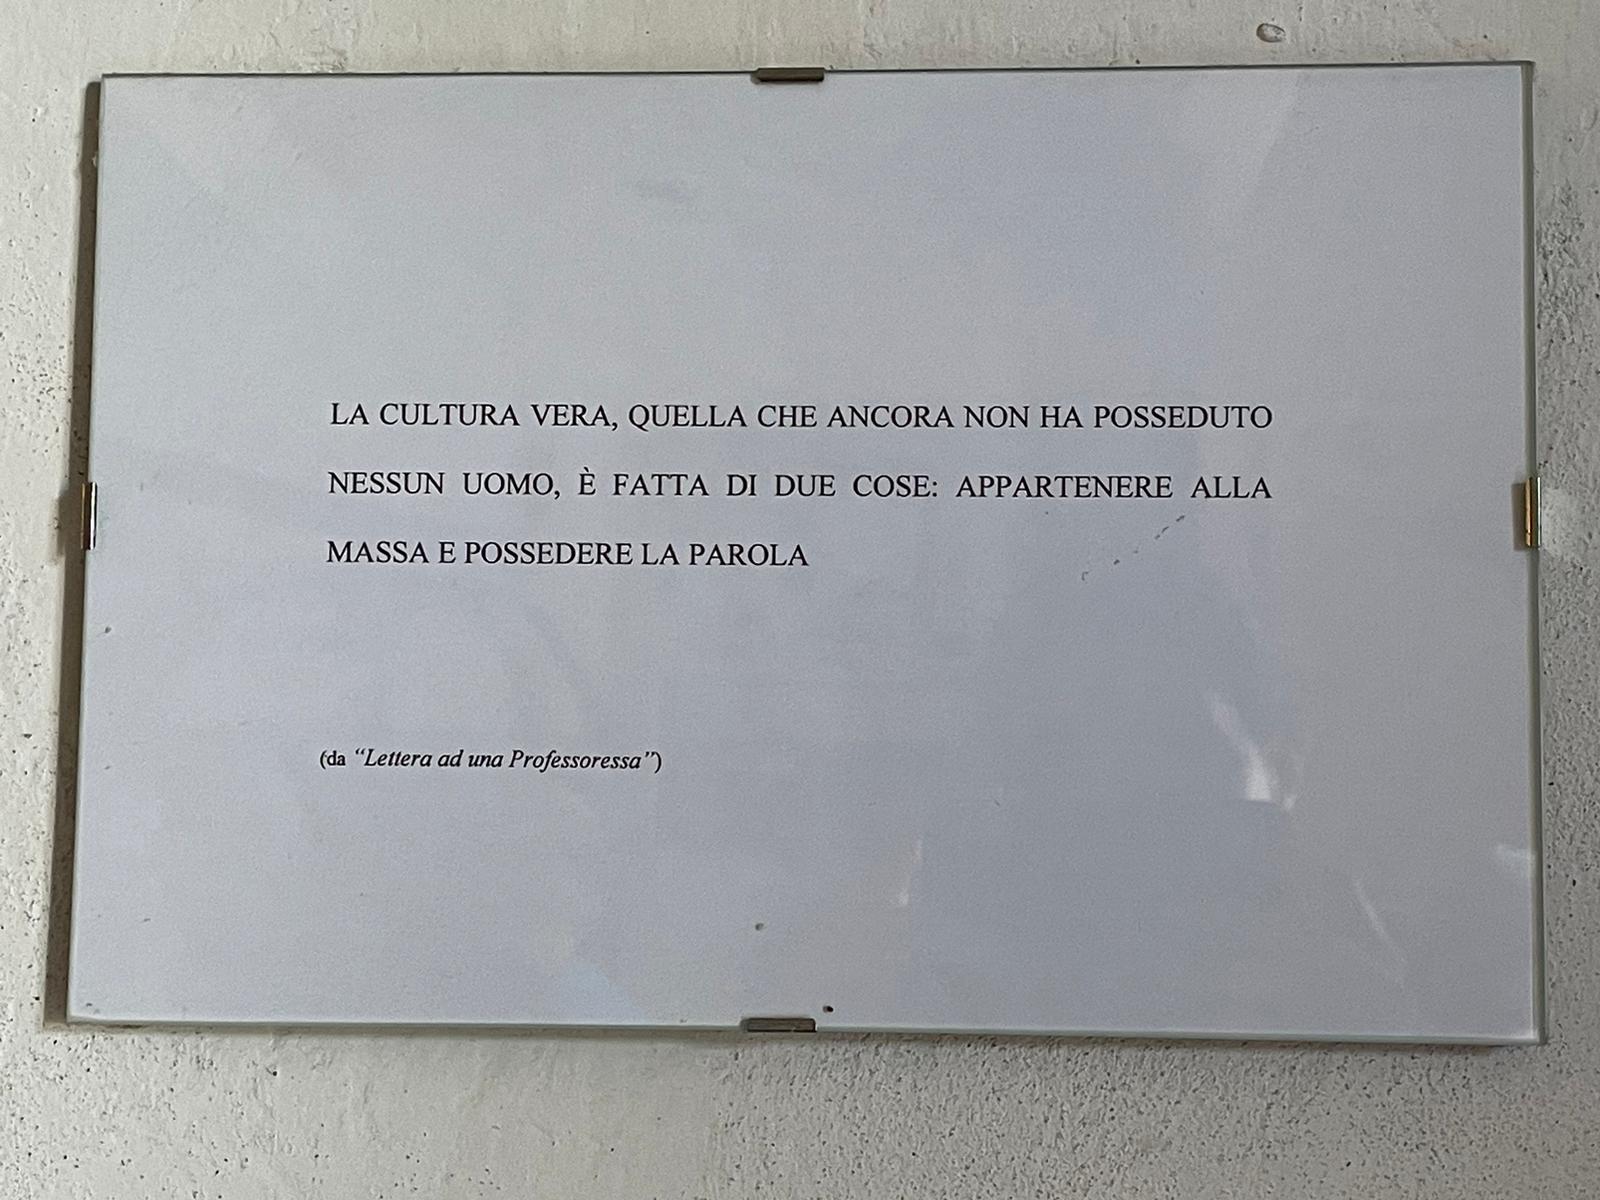 LA CULTURA VERA, QUELLA CHE ANCORA NON HA POSSEDUTO
NESSUN UOMO, È FATTA DI DUE COSE: APPARTENERE ALLA
MASSA E POSSEDERE LA PAROLA
(da “Lettera ad una Professoressa”)